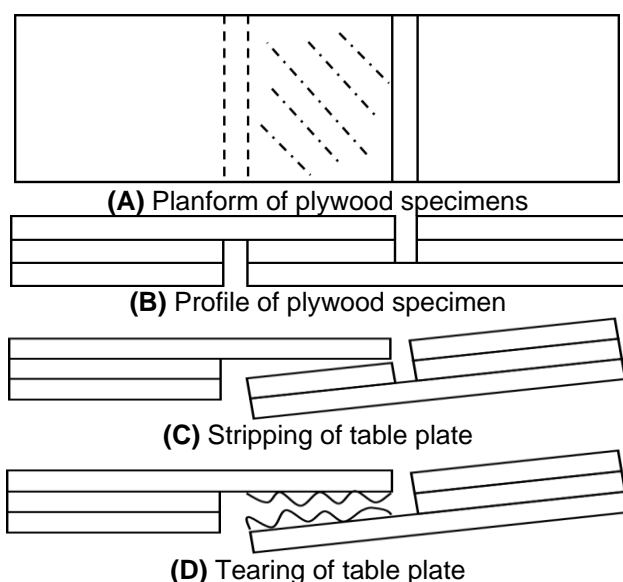 (A) Planform of plywood specimens
(B) Profile of plywood specimen
(C) Stripping of table plate
(D) Tearing of table plate